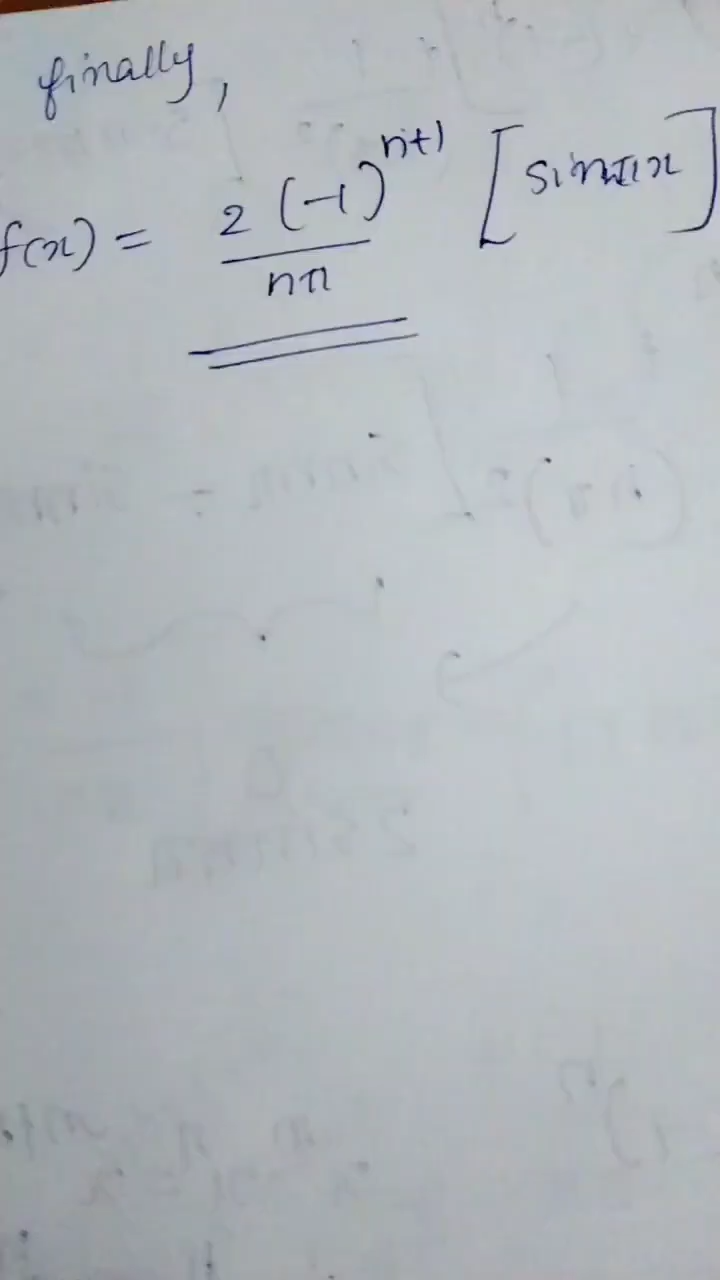 finally,
f(x) = 2 (-1)^{n+1} / nπ [sin nπx]